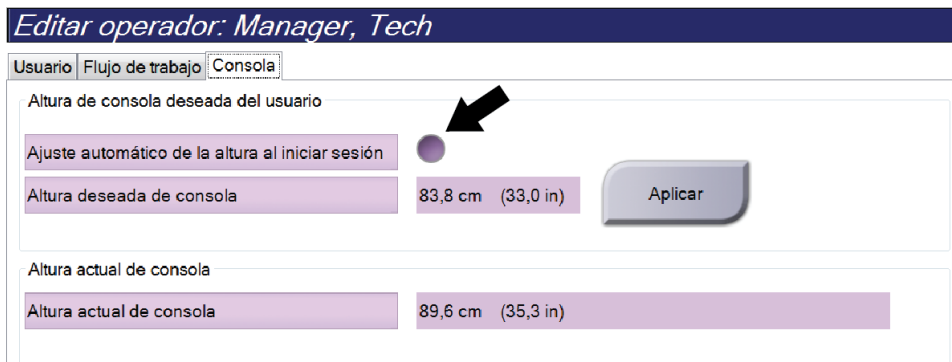 Editar operador: Manager, Tech
Usuario Flujo de trabajo Consola
Altura de consola deseada del usuario
Ajuste automático de la altura al iniciar sesión
Altura deseada de consola 83,8 cm (33,0 in) Aplicar
Altura actual de consola
Altura actual de consola 89,6 cm (35,3 in)